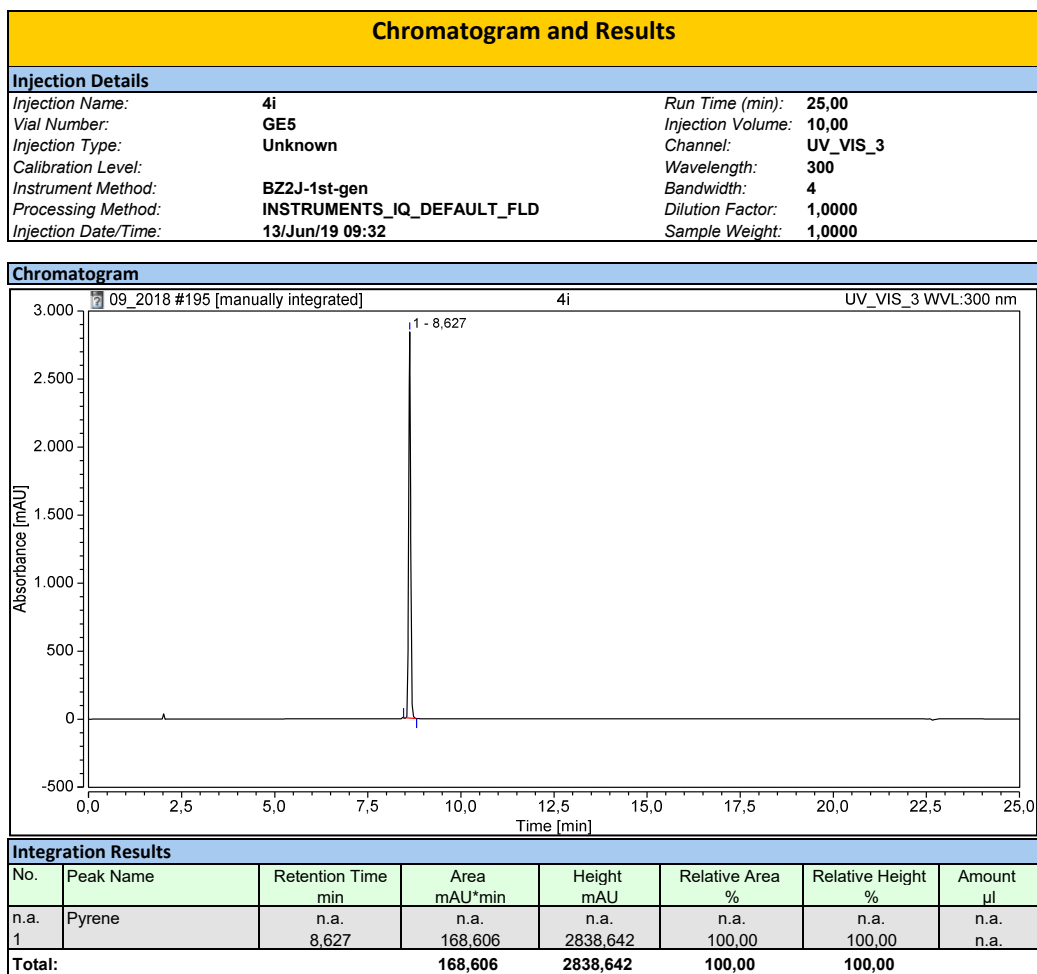 Chromatogram and Results
Injection Details
Injection Name: 4i Run Time (min): 25,00
Vial Number: GE5 Injection Volume: 10,00
Injection Type: Unknown Channel: UV_VIS_3
Calibration Level: Wavelength: 300
Instrument Method: BZ2J-1st-gen Bandwidth: 4
Processing Method: INSTRUMENTS_IQ_DEFAULT_FLD Dilution Factor: 1,0000
Injection Date/Time: 13/Jun/19 09:32 Sample Weight: 1,0000
Chromatogram
09_2018 #195 [manually integrated] 4i UV_VIS_3 WVL:300 nm
3.000
1 - 8,627
2.500
2.000
1.500
1.000
500
0
-500
Absorbance [mAU]
0,0 2,5 5,0 7,5 10,0 12,5 15,0 17,5 20,0 22,5 25,0
Time [min]
Integration Results
No. Peak Name Retention Time Area Height Relative Area Relative Height Amount
min mAU*min mAU % % µl
n.a. Pyrene n.a. n.a. n.a. n.a. n.a. n.a.
1 8,627 168,606 2838,642 100,00 100,00 n.a.
Total: 168,606 2838,642 100,00 100,00